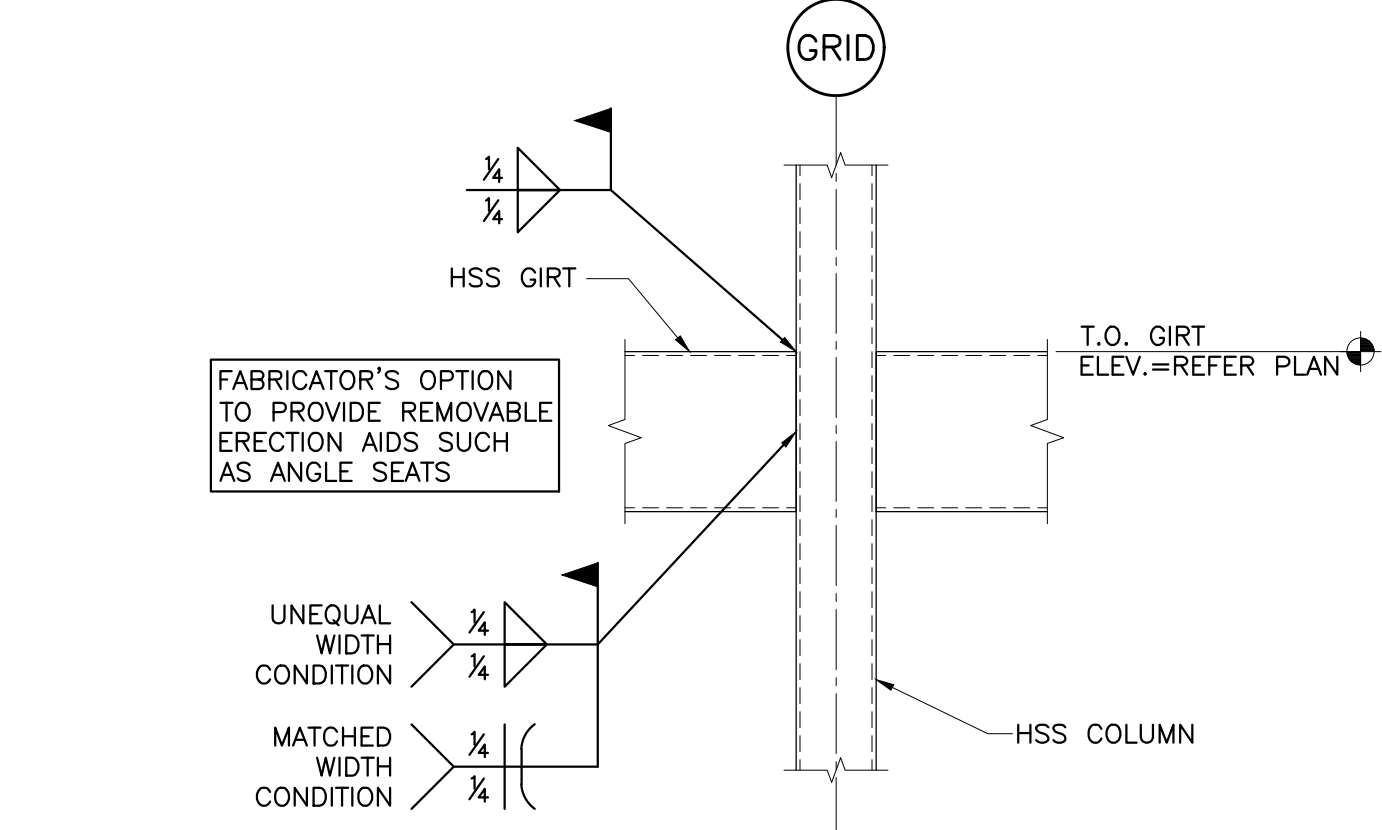 GRID
1/4
1/4
HSS GIRT
T.O. GIRT
ELEV.=REFER PLAN
FABRICATOR'S OPTION
TO PROVIDE REMOVABLE
ERECTION AIDS SUCH
AS ANGLE SEATS
UNEQUAL
WIDTH
CONDITION
1/4
1/4
MATCHED
WIDTH
CONDITION
1/4
1/4
HSS COLUMN